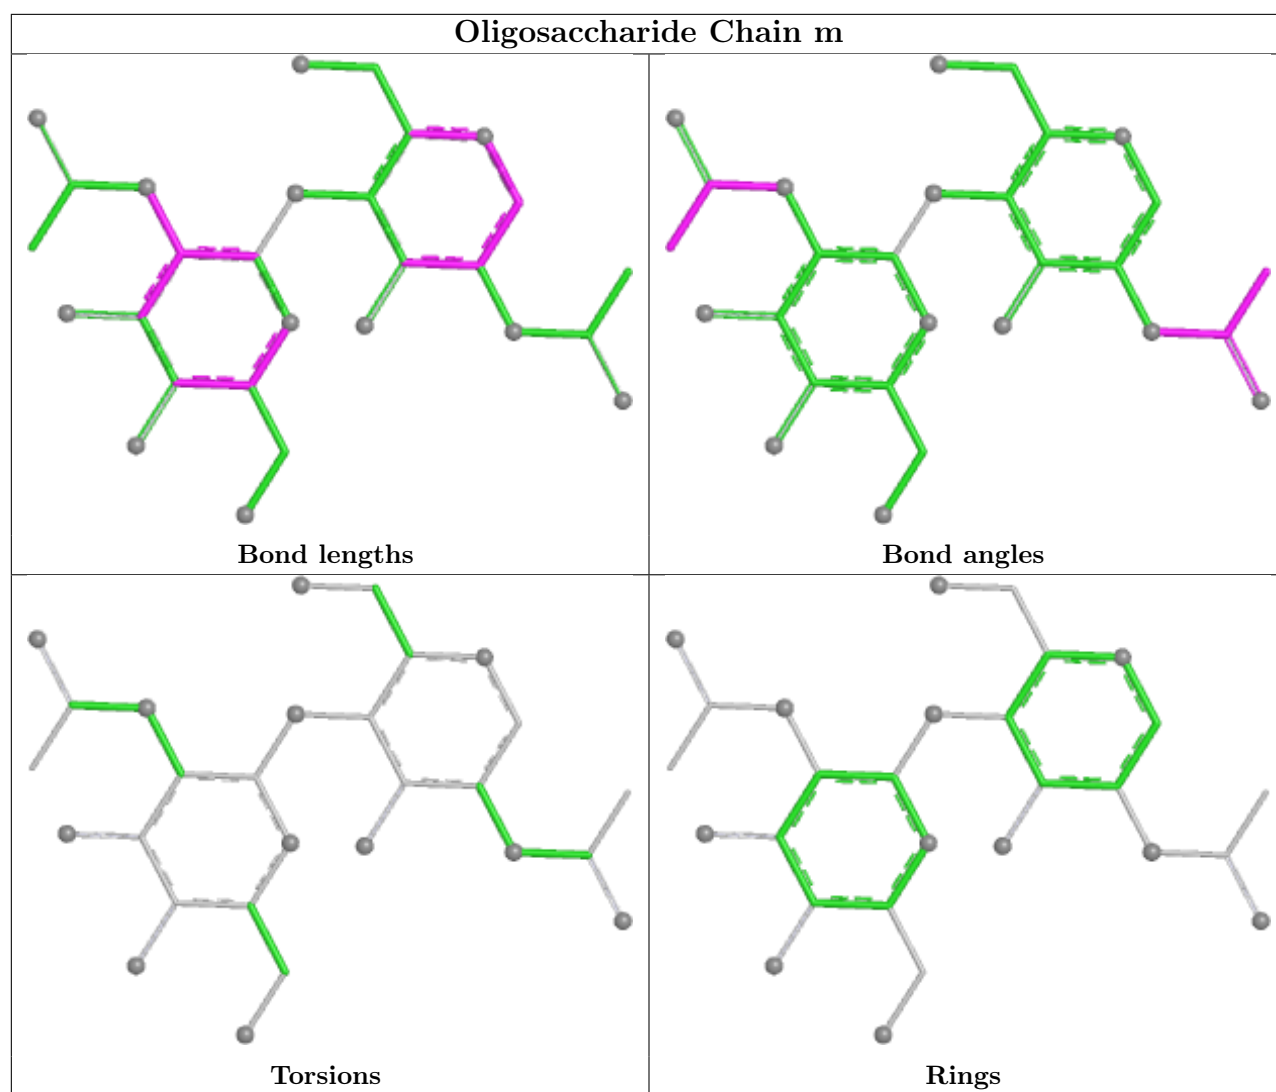 Oligosaccharide Chain m
Bond lengths
Bond angles
Torsions
Rings